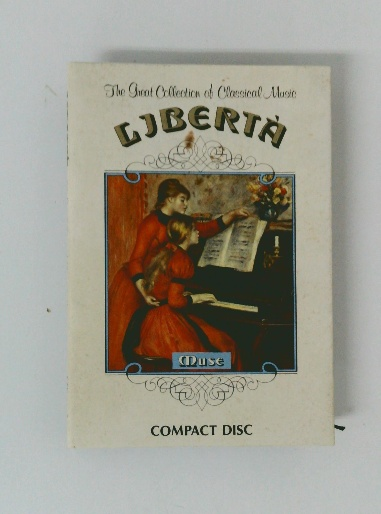 The Great Collection of Classical Music
LIBERTÀ
Muse
COMPACT DISC